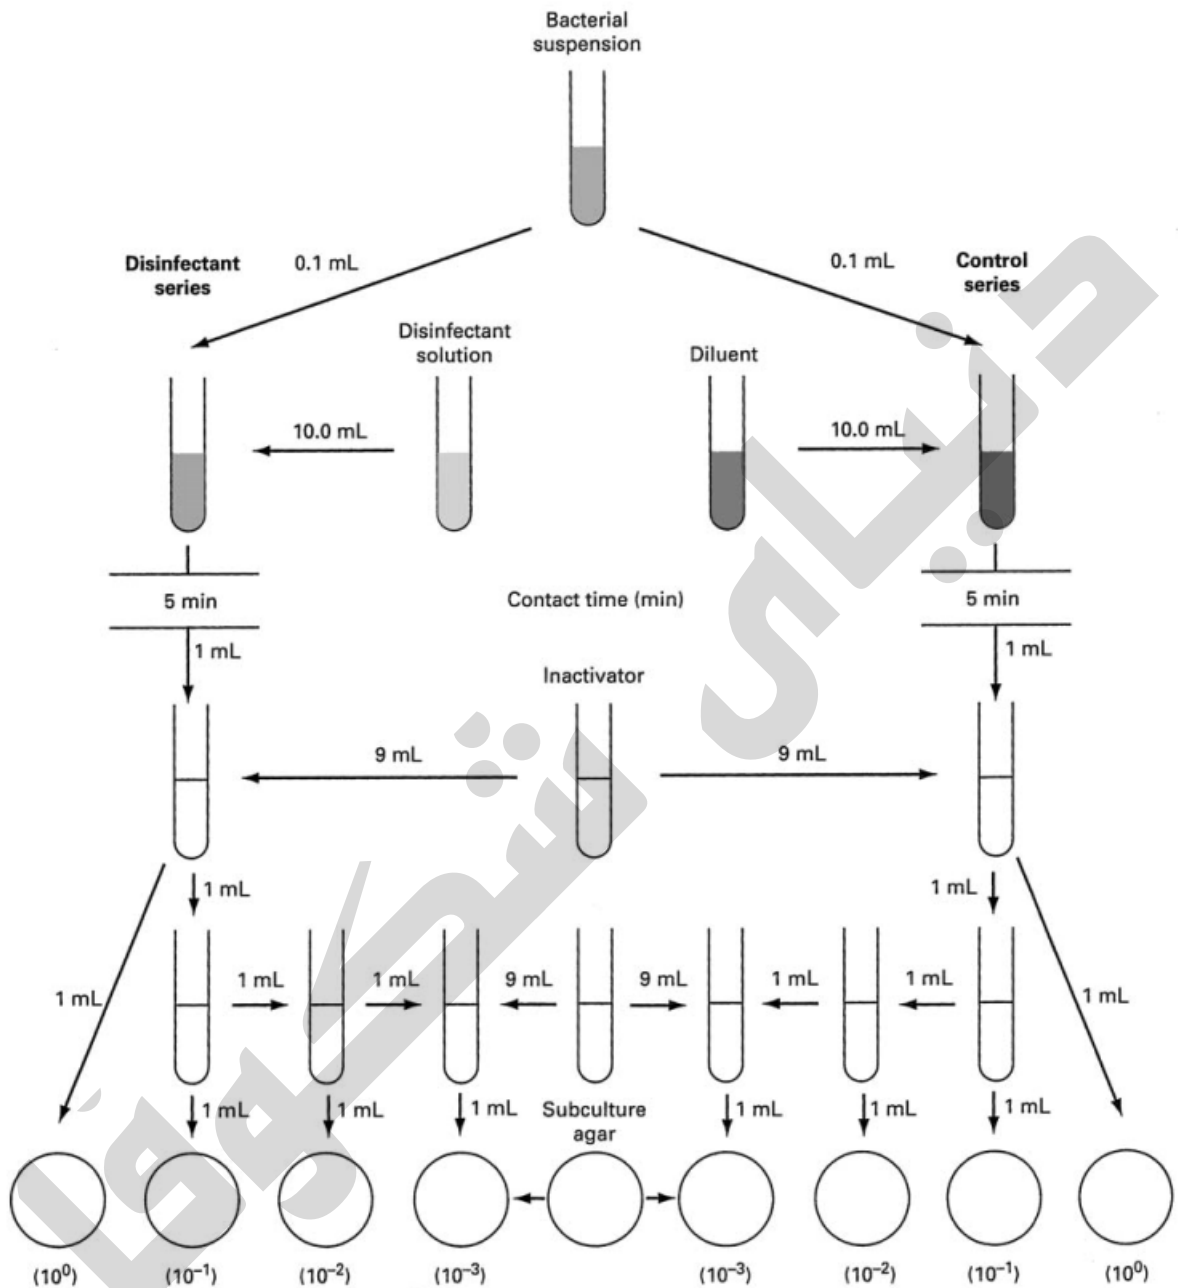 Bacterial
suspension
Disinfectant
series
0.1 mL
0.1 mL
Control
series
Disinfectant
solution
Diluent
10.0 mL
10.0 mL
5 min
Contact time (min)
5 min
1 mL
1 mL
Inactivator
9 mL
9 mL
1 mL
1 mL
1 mL
1 mL
1 mL
9 mL
9 mL
1 mL
1 mL
1 mL
1 mL
1 mL
1 mL
Subculture
agar
1 mL
1 mL
1 mL
(10⁰)
(10⁻¹)
(10⁻²)
(10⁻³)
(10⁻³)
(10⁻²)
(10⁻¹)
(10⁰)